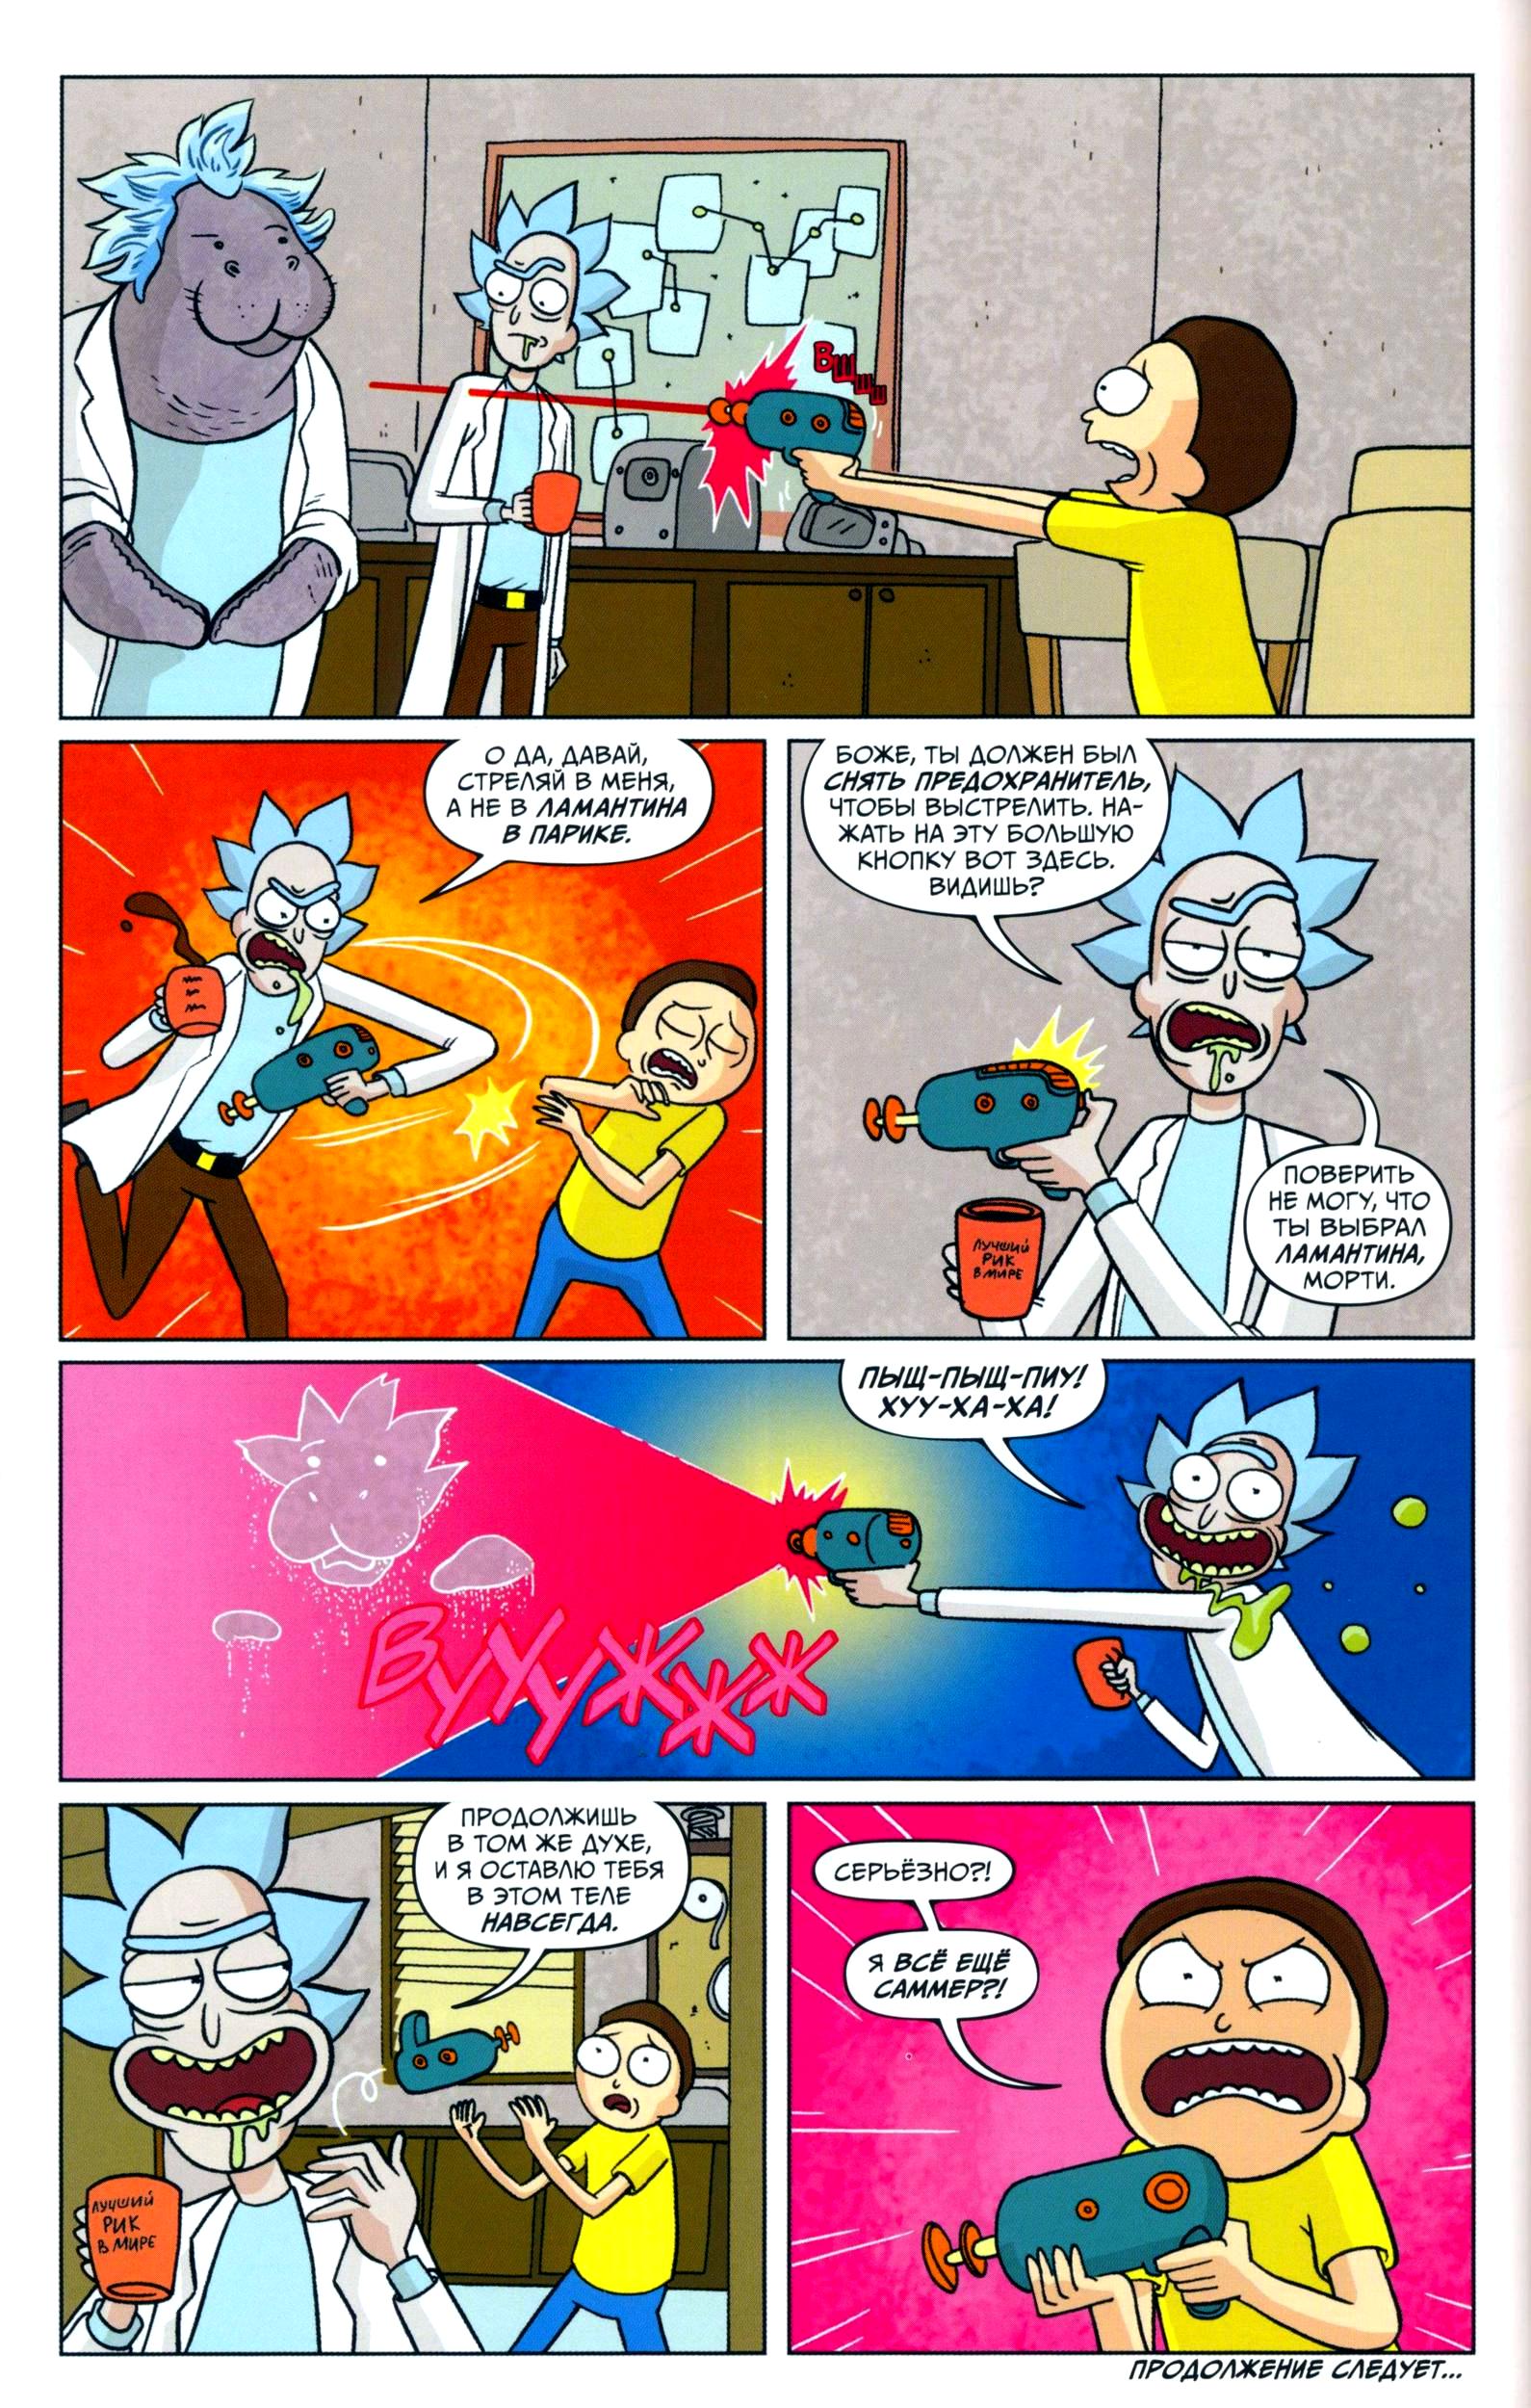 Вшшш
О ДА, ДАВАЙ,
СТРЕЛЯЙ В МЕНЯ,
А НЕ В ЛАМАНТИНА
В ПАРИКЕ.
БОЖЕ, ТЫ ДОЛЖЕН БЫЛ
СНЯТЬ ПРЕДОХРАНИТЕЛЬ,
ЧТОБЫ ВЫСТРЕЛИТЬ. НА-
ЖАТЬ НА ЭТУ БОЛЬШУЮ
КНОПКУ ВОТ ЗДЕСЬ.
ВИДИШЬ?
ЛУЧШИЙ
РИК
В МИРЕ
ПОВЕРИТЬ
НЕ МОГУ, ЧТО
ТЫ ВЫБРАЛ
ЛАМАНТИНА,
МОРТИ.
ПЫЩ-ПЫЩ-ПИУ!
ХУУ-ХА-ХА!
ВУУУЖЖЖ
ПРОДОЛЖИШЬ
В ТОМ ЖЕ ДУХЕ,
И Я ОСТАВЛЮ ТЕБЯ
В ЭТОМ ТЕЛЕ
НАВСЕГДА.
ЛУЧШИЙ
РИК
В МИРЕ
СЕРЬЁЗНО?!
Я ВСЁ ЕЩЁ
САММЕР?!
ПРОДОЛЖЕНИЕ СЛЕДУЕТ...